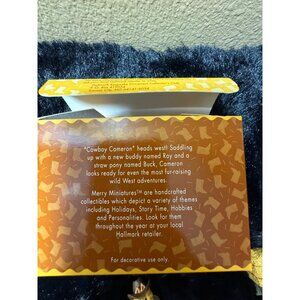 "Cowboy Cameron" heads west! Saddling
up with a new buddy named Ray and a
straw pony named Buck, Cameron
looks ready for even the most fur-raising
wild West adventures.
Merry Miniatures™ are handcrafted
collectibles which depict a variety of themes
including Holidays, Story Time, Hobbies
and Personalities. Look for them
throughout the year at your local
Hallmark retailer.
For decorative use only.